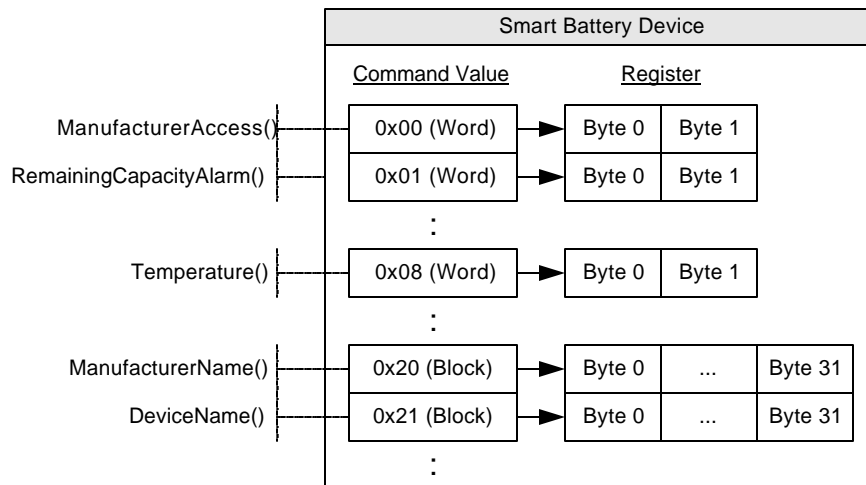 Smart Battery Device
Command Value Register
ManufacturerAccess() 0x00 (Word) Byte 0 Byte 1
RemainingCapacityAlarm() 0x01 (Word) Byte 0 Byte 1
:
Temperature() 0x08 (Word) Byte 0 Byte 1
:
ManufacturerName() 0x20 (Block) Byte 0 ... Byte 31
DeviceName() 0x21 (Block) Byte 0 ... Byte 31
: